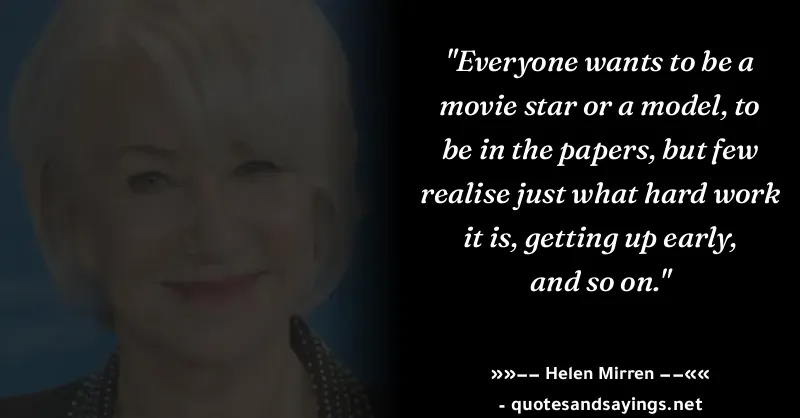 "Everyone wants to be a
movie star or a model, to
be in the papers, but few
realise just what hard work
it is, getting up early,
and so on."
»»–– Helen Mirren ––««
- quotesandsayings.net